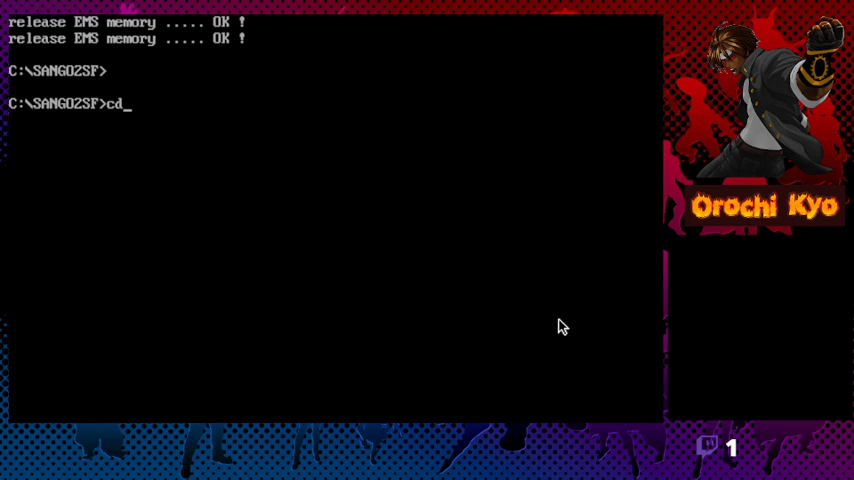 release EMS memory ..... OK !
release EMS memory ..... OK !
C:\SANGO2SF>
C:\SANGO2SF>cd_
Orochi Kyo
1